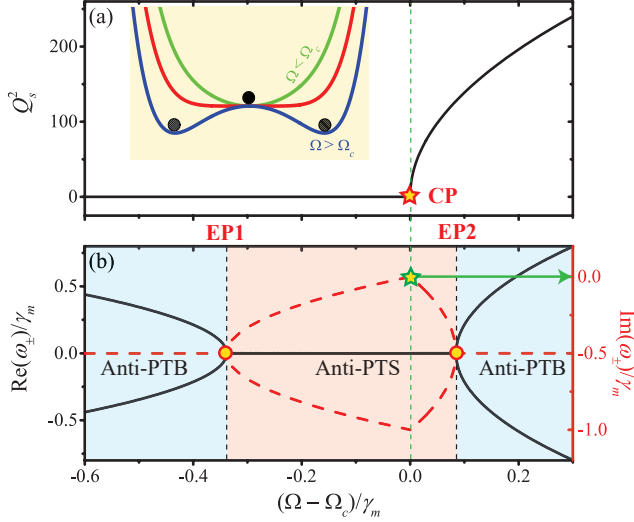 (a)
250
200
100
0
Q_s^2
Ω < Ω_c
Ω > Ω_c
CP
EP1
EP2
(b)
0.5
0.0
-0.5
Re(ω_±)/γ_m
Anti-PTB
Anti-PTS
Anti-PTB
0.0
-0.5
-1.0
Im(ω_±)/γ_m
-0.6
-0.4
-0.2
0.0
0.2
(Ω − Ω_c)/γ_m